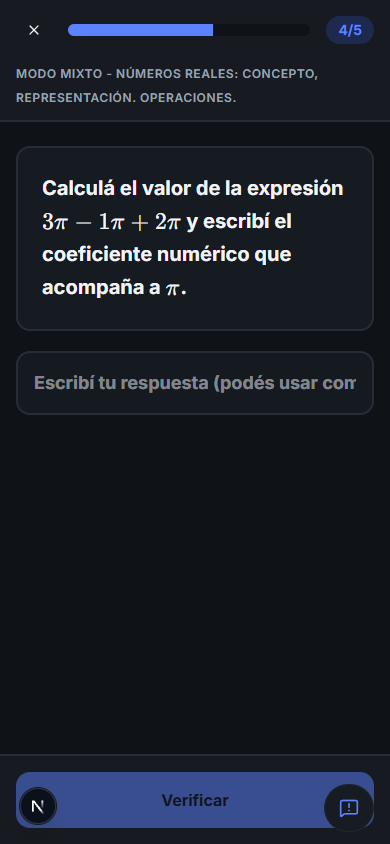 4/5
MODO MIXTO - NÚMEROS REALES: CONCEPTO,
REPRESENTACIÓN. OPERACIONES.
Calculá el valor de la expresión
3π − 1π + 2π y escribí el
coeficiente numérico que
acompaña a π.
Escribí tu respuesta (podés usar com
Verificar
N